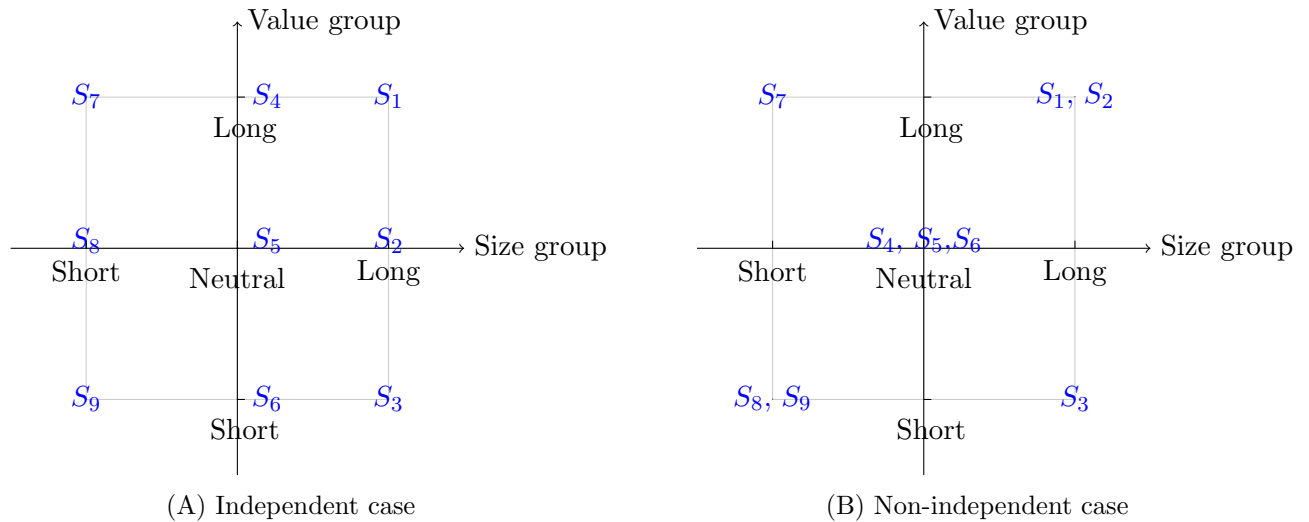 Value group
S7 S4 S1
Long
S8 S5 S2
Size group
Short Neutral Long
S9 S6 S3
Short
(A) Independent case
Value group
S7 S1, S2
Long
S4, S5,S6
Size group
Short Neutral Long
S8, S9 S3
Short
(B) Non-independent case